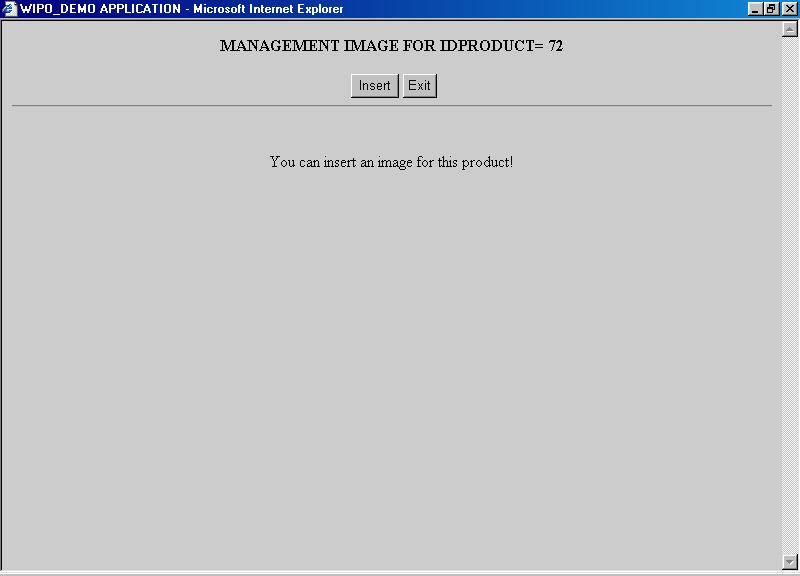 WIPO_DEMO APPLICATION - Microsoft Internet Explorer
MANAGEMENT IMAGE FOR IDPRODUCT= 72
Insert Exit
You can insert an image for this product!